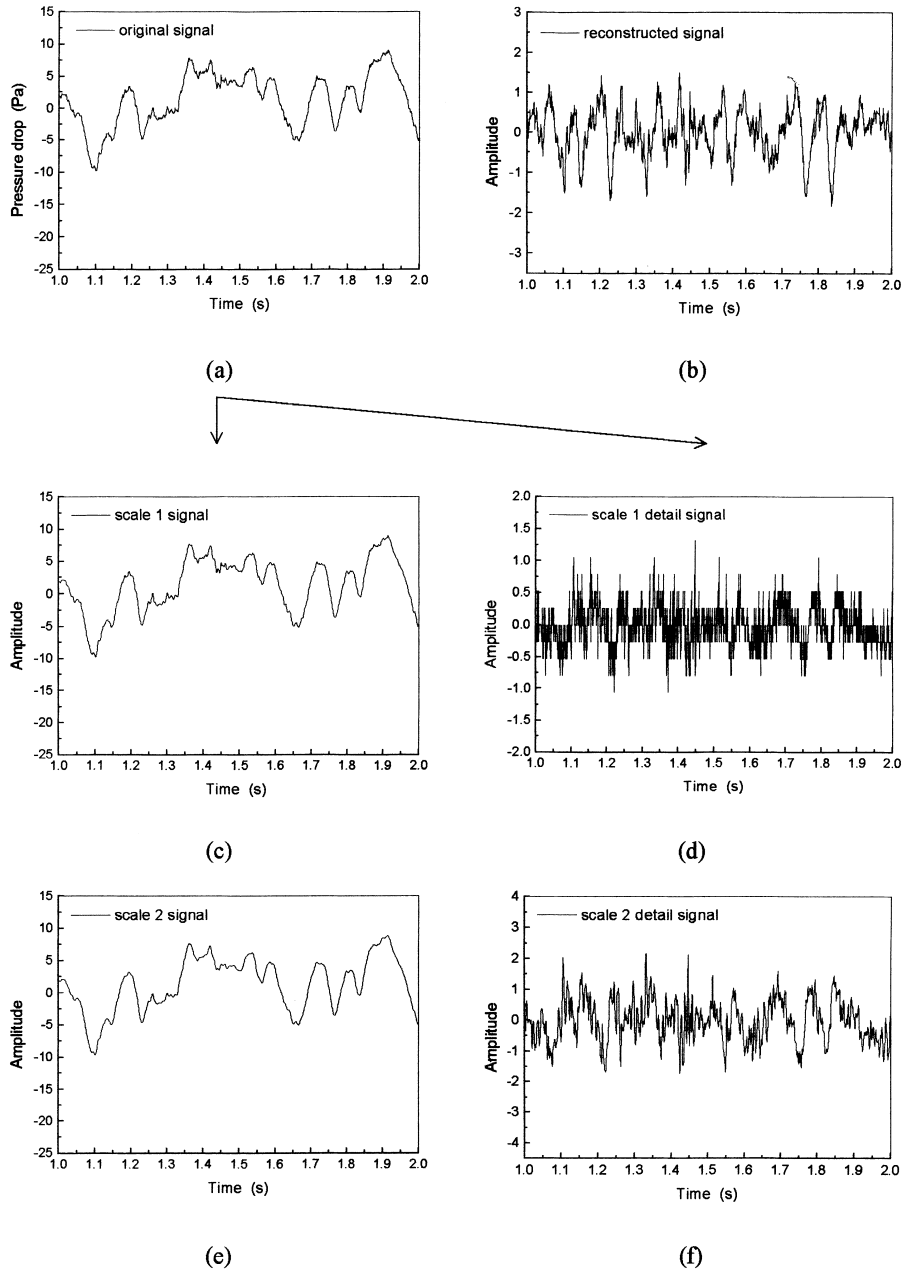 15
10
5
0
-5
-10
-15
-20
-25
Pressure drop (Pa)
original signal
1.0 1.1 1.2 1.3 1.4 1.5 1.6 1.7 1.8 1.9 2.0
Time (s)
(a)
3
2
1
0
-1
-2
-3
Amplitude
reconstructed signal
1.0 1.1 1.2 1.3 1.4 1.5 1.6 1.7 1.8 1.9 2.0
Time (s)
(b)
15
10
5
0
-5
-10
-15
-20
-25
Amplitude
scale 1 signal
1.0 1.1 1.2 1.3 1.4 1.5 1.6 1.7 1.8 1.9 2.0
Time (s)
(c)
2.0
1.5
1.0
0.5
0.0
-0.5
-1.0
-1.5
-2.0
Amplitude
scale 1 detail signal
1.0 1.1 1.2 1.3 1.4 1.5 1.6 1.7 1.8 1.9 2.0
Time (s)
(d)
15
10
5
0
-5
-10
-15
-20
-25
Amplitude
scale 2 signal
1.0 1.1 1.2 1.3 1.4 1.5 1.6 1.7 1.8 1.9 2.0
Time (s)
(e)
4
3
2
1
0
-1
-2
-3
-4
Amplitude
scale 2 detail signal
1.0 1.1 1.2 1.3 1.4 1.5 1.6 1.7 1.8 1.9 2.0
Time (s)
(f)